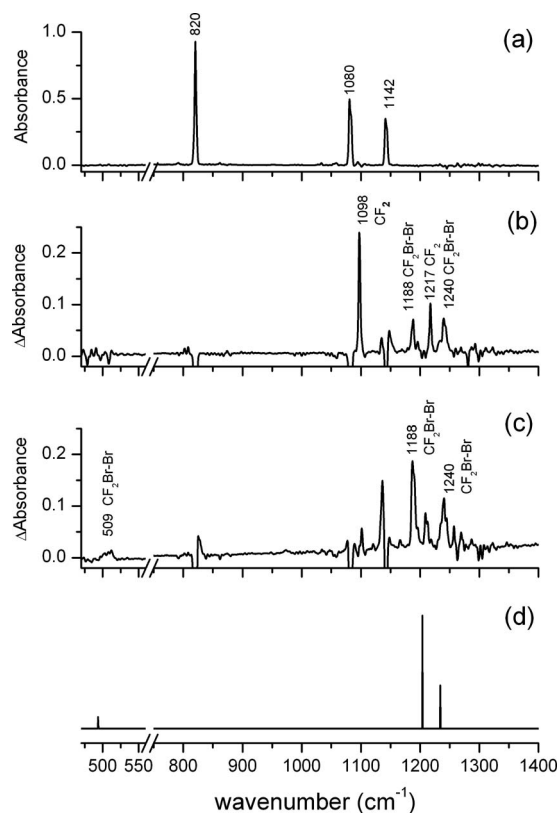 (a)
Absorbance
1.0
0.5
0.0
820
1080
1142
(b)
ΔAbsorbance
0.2
0.1
0.0
1098 CF2
1188 CF2Br-Br
1217 CF2
1240 CF2Br-Br
(c)
ΔAbsorbance
0.2
0.1
0.0
509 CF2Br-Br
1188
CF2Br-Br
1240
CF2Br-Br
(d)
500 550 800 900 1000 1100 1200 1300 1400
wavenumber (cm-1)